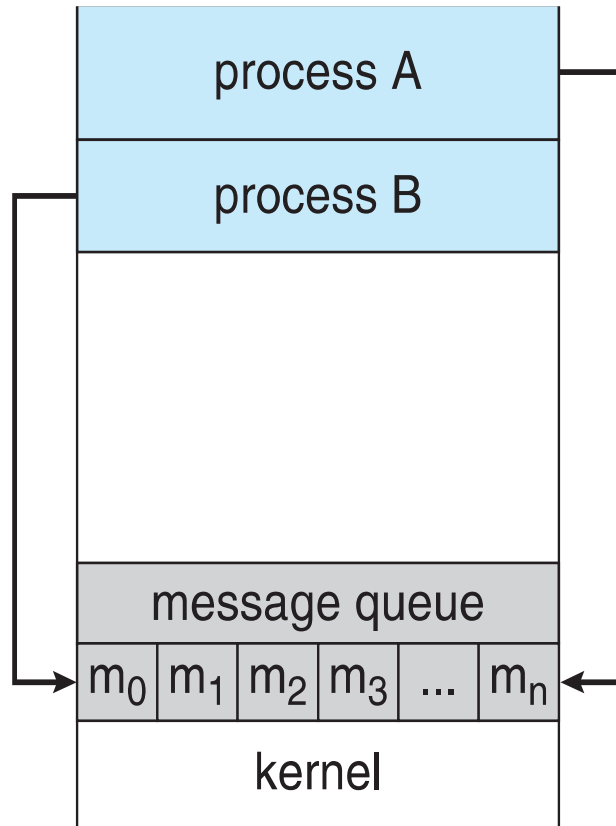 process A
process B
message queue
m₀ m₁ m₂ m₃ ... mₙ
kernel